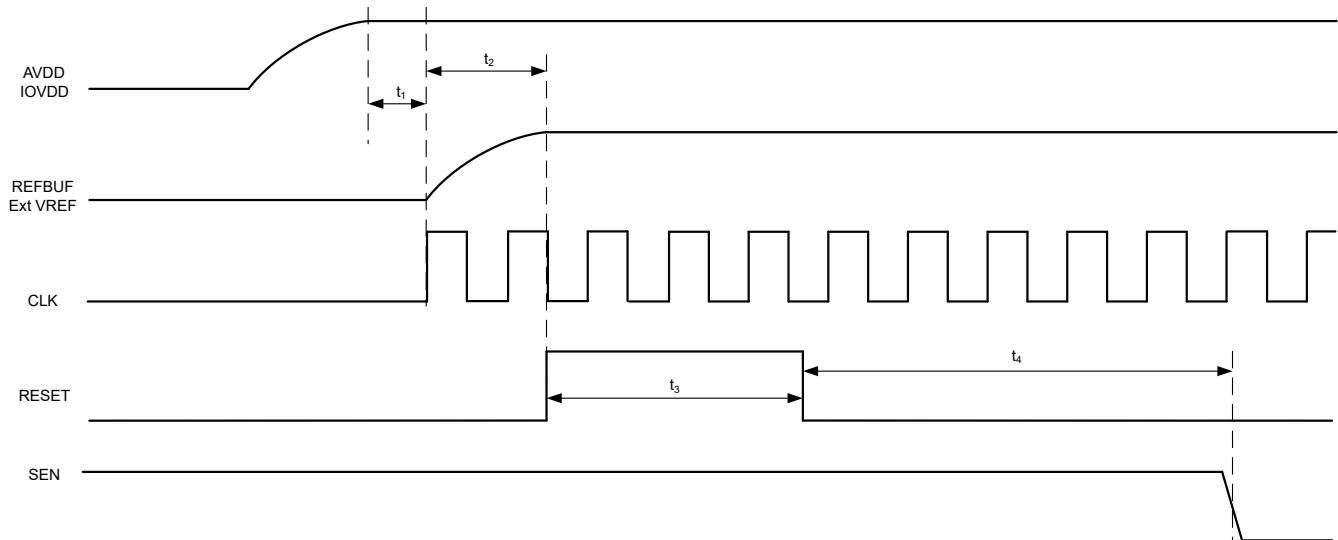 t₂
AVDD
IOVDD
t₁
REFBUF
Ext VREF
CLK
t₄
t₃
RESET
SEN